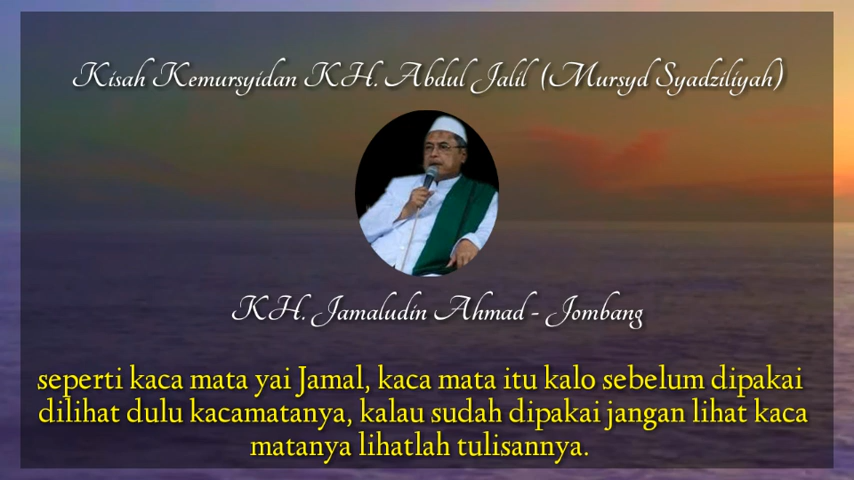 Kisah Kemursyidan KH. Abdul Jalil (Mursyd Syadziliyah)
KH. Jamaludin Ahmad - Jombang
seperti kaca mata yai Jamal, kaca mata itu kalo sebelum dipakai
dilihat dulu kacamatanya, kalau sudah dipakai jangan lihat kaca
matanya lihatlah tulisannya.